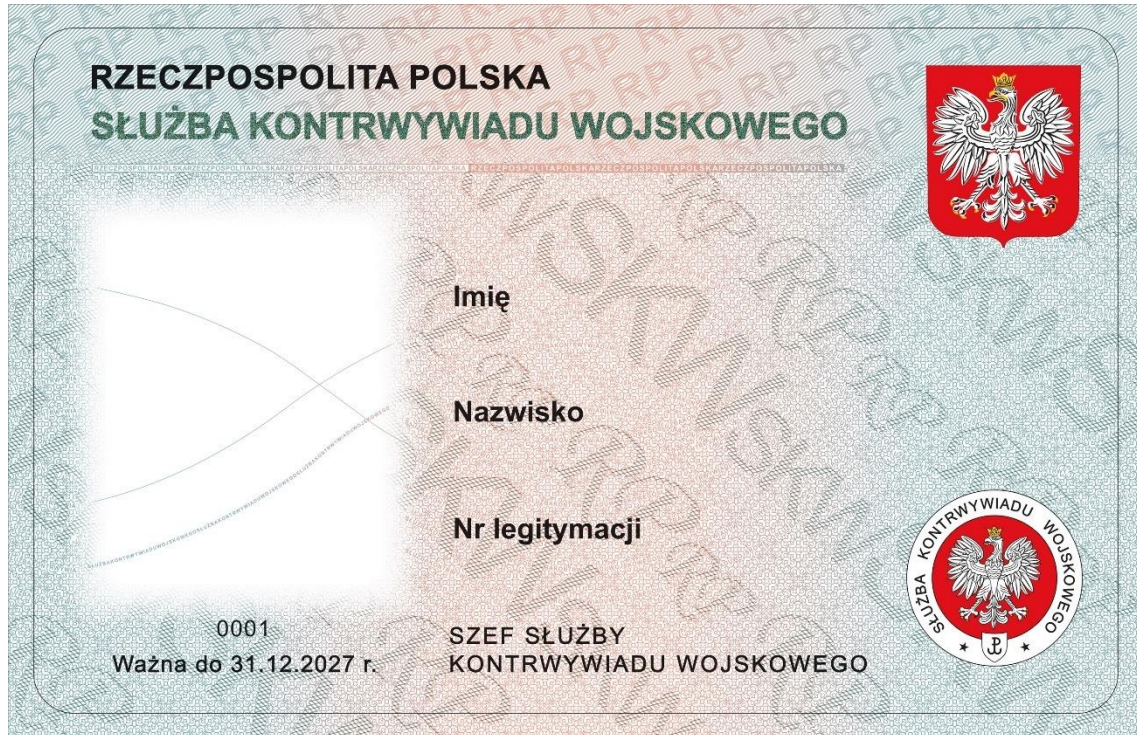 RZECZPOSPOLITA POLSKA
SŁUŻBA KONTRWYWIADU WOJSKOWEGO
RZECZPOSPOLITAPOLSKARZECZPOSPOLITAPOLSKARZECZPOSPOLITAPOLSKA
Imię
Nazwisko
Nr legitymacji
0001
Ważna do 31.12.2027 r.
SZEF SŁUŻBY
KONTRWYWIADU WOJSKOWEGO
SŁUŻBA KONTRWYWIADU WOJSKOWEGO